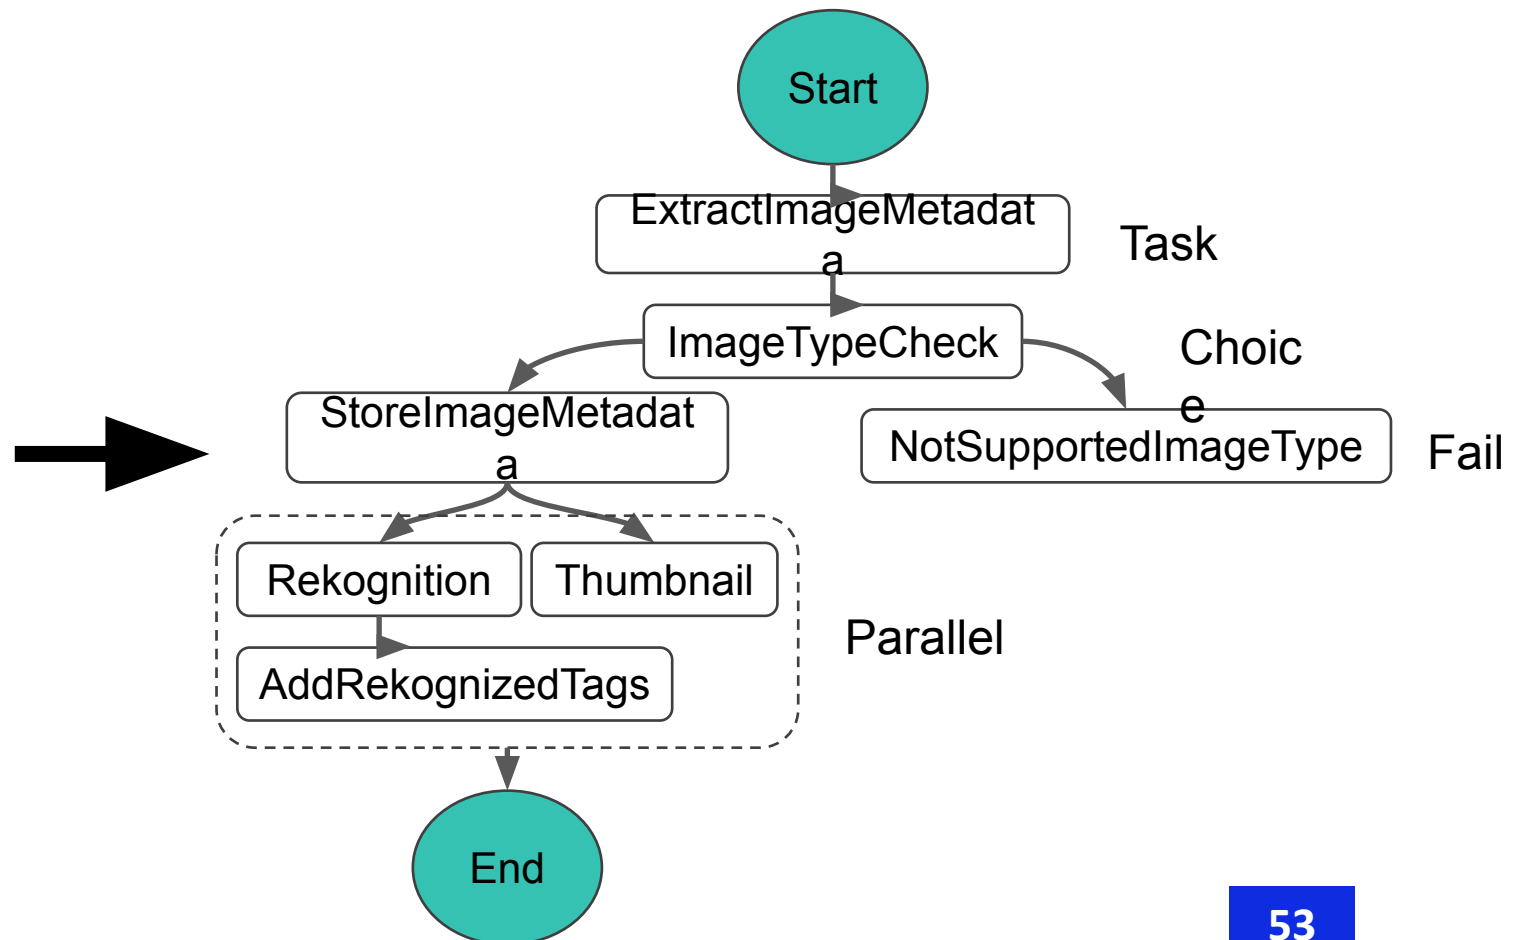 Start
ExtractImageMetadat
a
Task
ImageTypeCheck
Choic
e
StoreImageMetadat
a
NotSupportedImageType
Fail
Rekognition
Thumbnail
Parallel
AddRekognizedTags
End
53